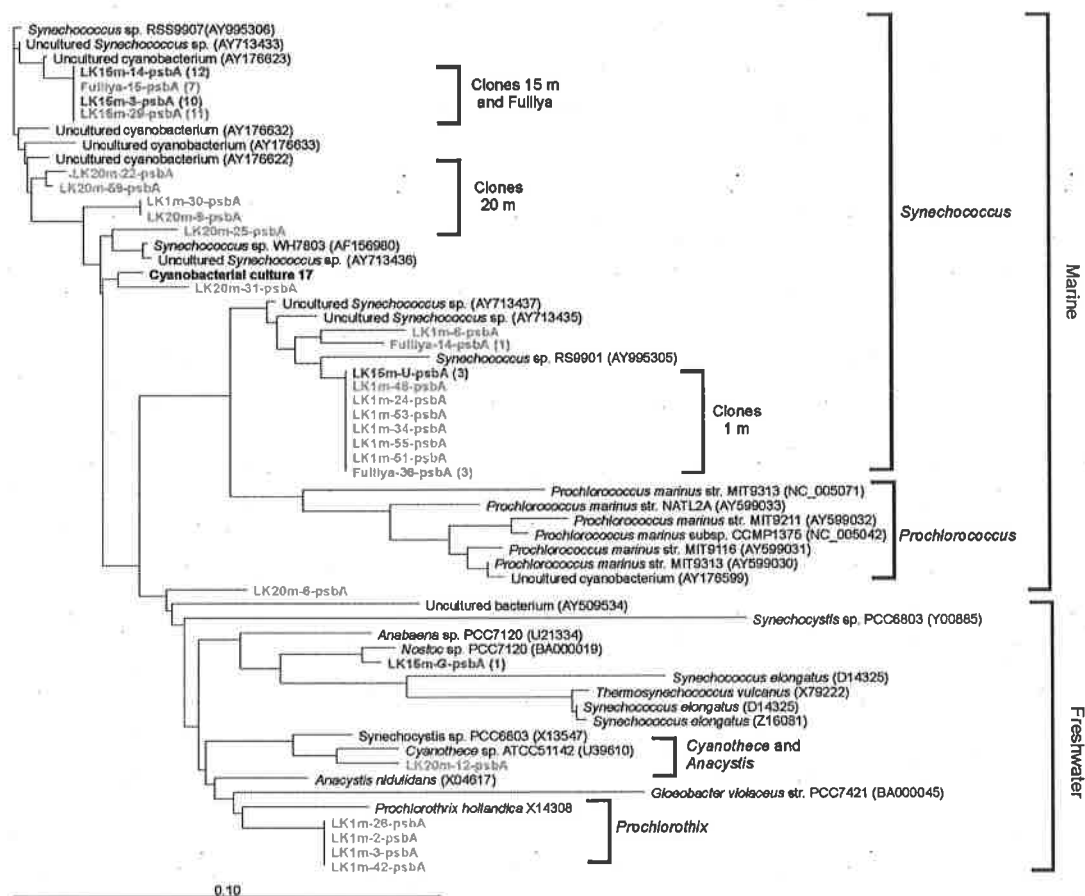 Synechococcus sp. RSS9907(AY995306)
Uncultured Synechococcus sp. (AY713433)
Uncultured cyanobacterium (AY176623)
LK15m-14-psbA (12)
Fuliya-15-psbA (7)
LK15m-3-psbA (10)
LK15m-29-psbA (11)
Clones 15 m
and Fuliya
Uncultured cyanobacterium (AY176632)
Uncultured cyanobacterium (AY176633)
Uncultured cyanobacterium (AY176622)
LK20m-22-psbA
LK20m-59-psbA
LK1m-30-psbA
LK20m-8-psbA
LK20m-25-psbA
Clones
20 m
Synechococcus sp. WH7803 (AF156980)
Uncultured Synechococcus sp. (AY713436)
Cyanobacterial culture 17
LK20m-31-psbA
Uncultured Synechococcus sp. (AY713437)
Uncultured Synechococcus sp. (AY713435)
LK1m-6-psbA
Fuliya-14-psbA (1)
Synechococcus sp. RS9901 (AY995305)
LK15m-U-psbA (3)
LK1m-48-psbA
LK1m-24-psbA
LK1m-53-psbA
LK1m-34-psbA
LK1m-55-psbA
LK1m-51-psbA
Fuliya-36-psbA (3)
Clones
1 m
Synechococcus
Prochlorococcus marinus str. MIT9313 (NC_005071)
Prochlorococcus marinus str. NATL2A (AY599033)
Prochlorococcus marinus str. MIT9211 (AY599032)
Prochlorococcus marinus subsp. CCMP1375 (NC_005042)
Prochlorococcus marinus str. MIT9116 (AY599031)
Prochlorococcus marinus str. MIT9313 (AY599030)
Uncultured cyanobacterium (AY176599)
Prochlorococcus
Marine
LK20m-6-psbA
Uncultured bacterium (AY509534)
Synechocystis sp. PCC6803 (Y00885)
Anabaena sp. PCC7120 (U21334)
Nostoc sp. PCC7120 (BA000019)
LK15m-G-psbA (1)
Synechococcus elongatus (D14325)
Thermosynechococcus vulcanus (X79222)
Synechococcus elongatus (D14325)
Synechococcus elongatus (Z16081)
Synechocystis sp. PCC6803 (X13547)
Cyanothece sp. ATCC51142 (U39610)
LK20m-12-psbA
Cyanothece and
Anacystis
Anacystis nidulans (X04617)
Gloeobacter violaceus str. PCC7421 (BA000045)
Prochlorothrix hollandica X14308
LK1m-26-psbA
LK1m-2-psbA
LK1m-3-psbA
LK1m-42-psbA
Prochlorothix
Freshwater
0.10